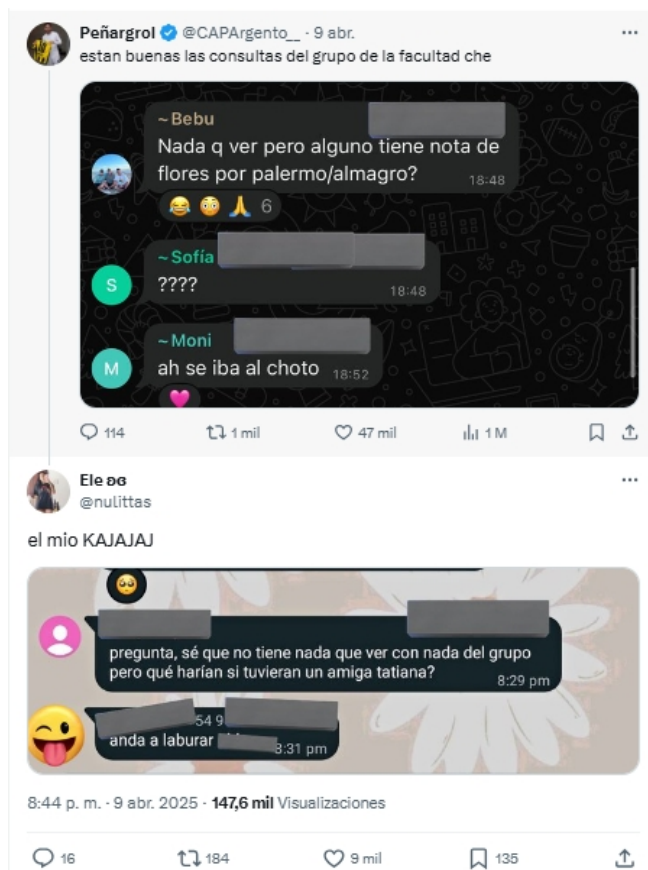 Peñargrol @CAPArgento__ · 9 abr.
estan buenas las consultas del grupo de la facultad che
~Bebu
Nada q ver pero alguno tiene nota de
flores por palermo/almagro?
18:48
😂 😳 🙏 6
~Sofía
S
????
18:48
~Moni
M
ah se iba al choto 18:52
114 1 mil 47 mil 1 M
Ele ʚɞ
@nulittas
el mio KAJAJAJ
pregunta, sé que no tiene nada que ver con nada del grupo
pero qué harían si tuvieran un amiga tatiana?
8:29 pm
54 9
anda a laburar
8:31 pm
8:44 p. m. · 9 abr. 2025 · 147,6 mil Visualizaciones
16 184 9 mil 135